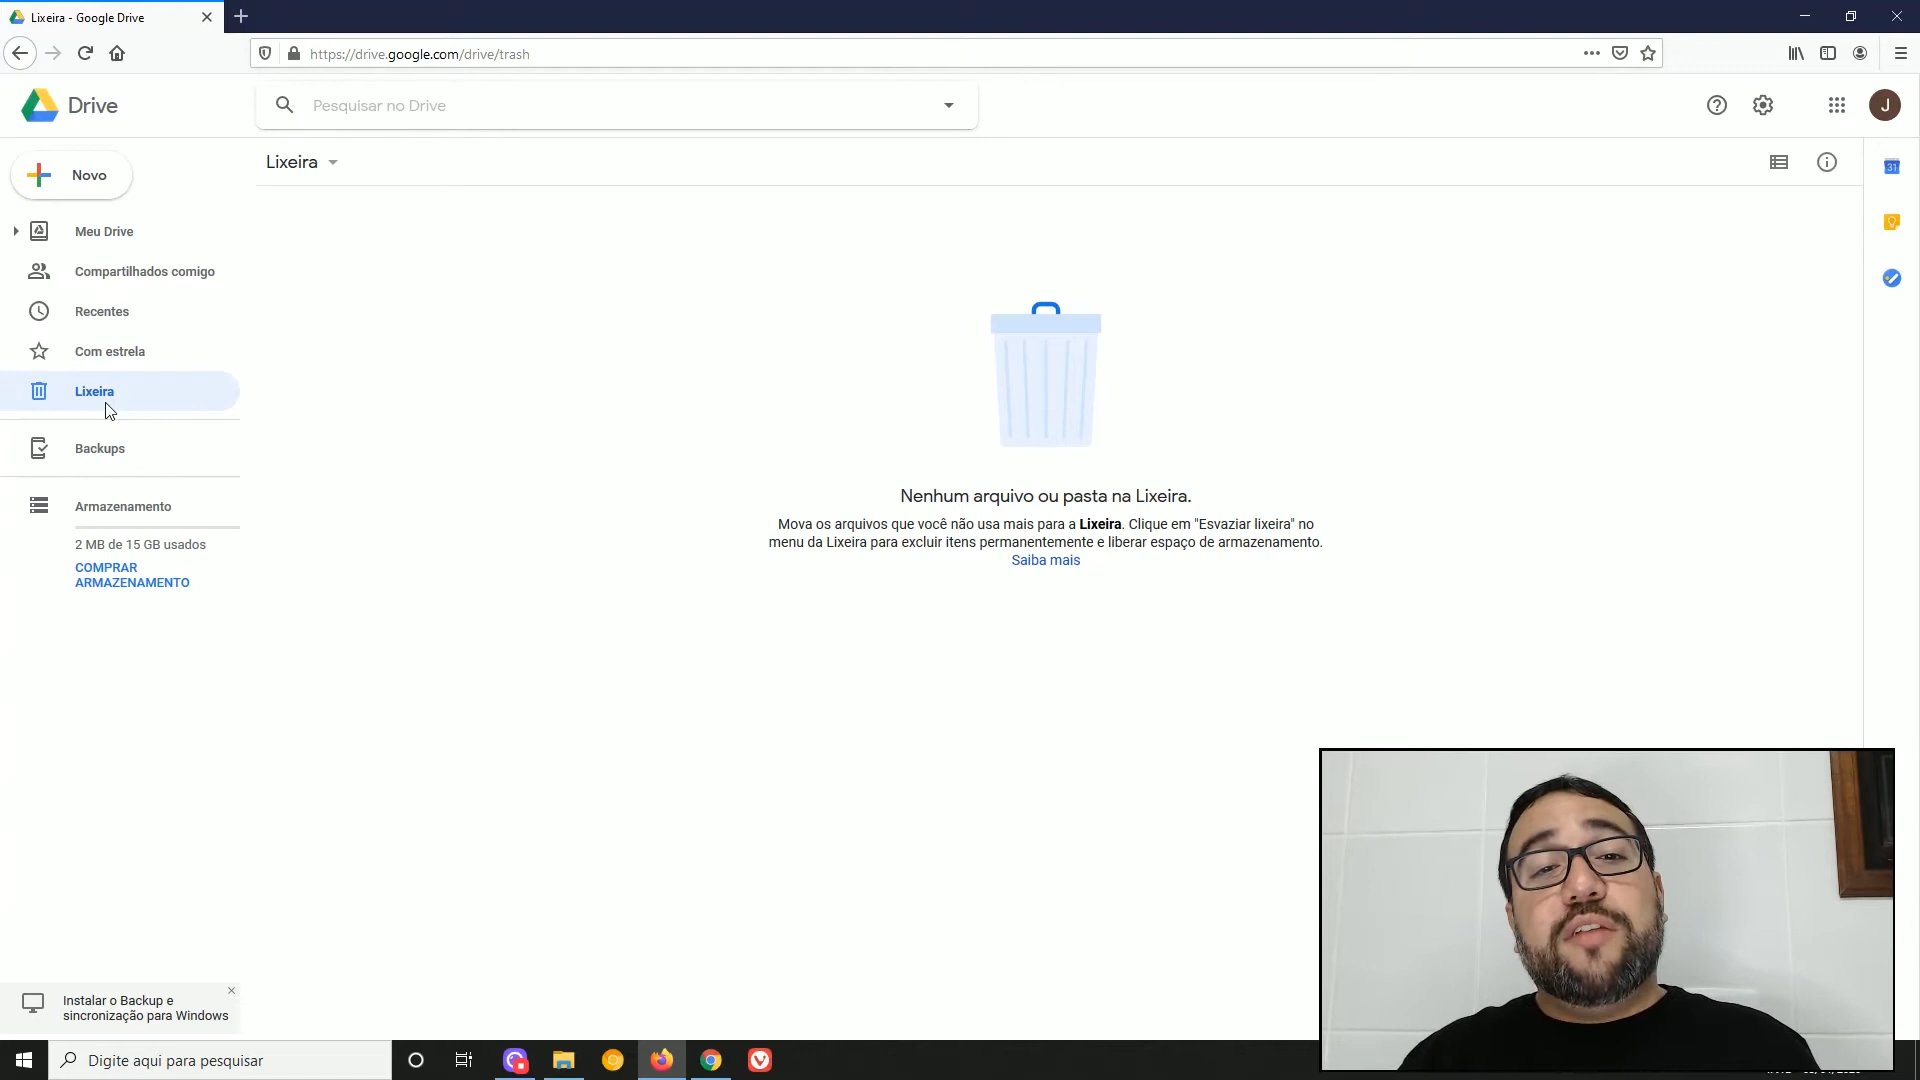 Lixeira - Google Drive
https://drive.google.com/drive/trash
Drive
Pesquisar no Drive
J
Novo
Lixeira
31
Meu Drive
Compartilhados comigo
Recentes
Com estrela
Lixeira
Backups
Armazenamento
2 MB de 15 GB usados
COMPRAR
ARMAZENAMENTO
Nenhum arquivo ou pasta na Lixeira.
Mova os arquivos que você não usa mais para a Lixeira. Clique em "Esvaziar lixeira" no
menu da Lixeira para excluir itens permanentemente e liberar espaço de armazenamento.
Saiba mais
Instalar o Backup e
sincronização para Windows
Digite aqui para pesquisar